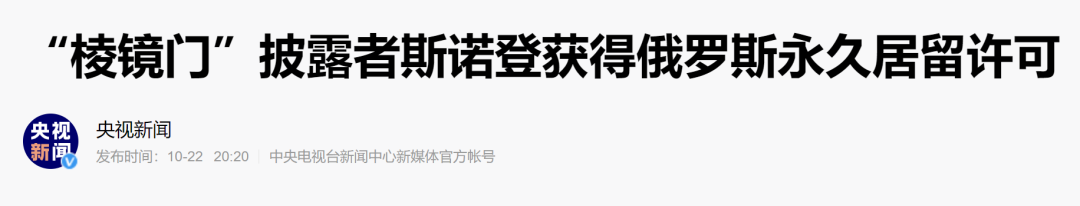 “棱镜门”披露者斯诺登获得俄罗斯永久居留许可
央视
新闻
央视新闻
发布时间：10-22 20:20 中央电视台新闻中心新媒体官方帐号